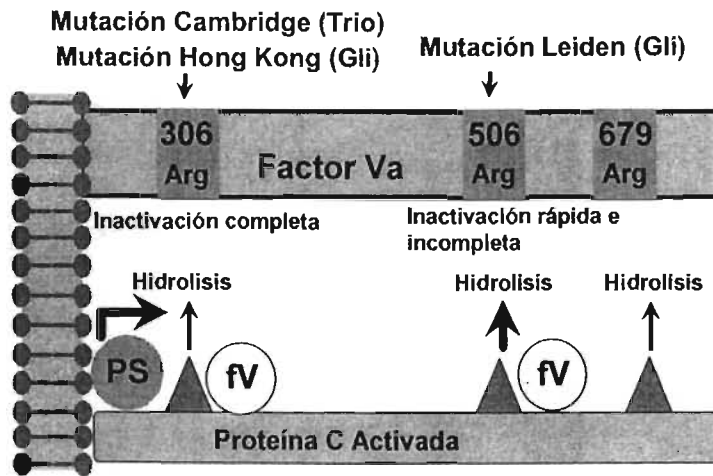 Mutación Cambridge (Trio)
Mutación Hong Kong (Gli)
Mutación Leiden (Gli)
306
Arg
Factor Va
506
Arg
679
Arg
Inactivación completa
Inactivación rápida e
incompleta
Hidrolisis
Hidrolisis
Hidrolísis
PS
fV
fV
Proteína C Activada